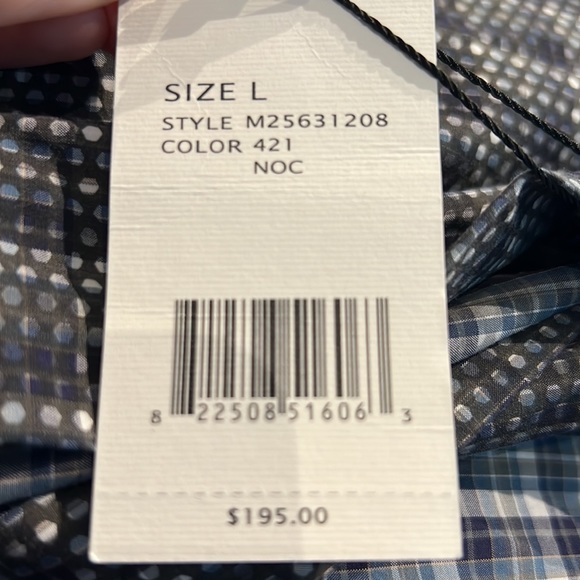 SIZE L
STYLE M25631208
COLOR 421
NOC
8 22508 51606 3
$195.00